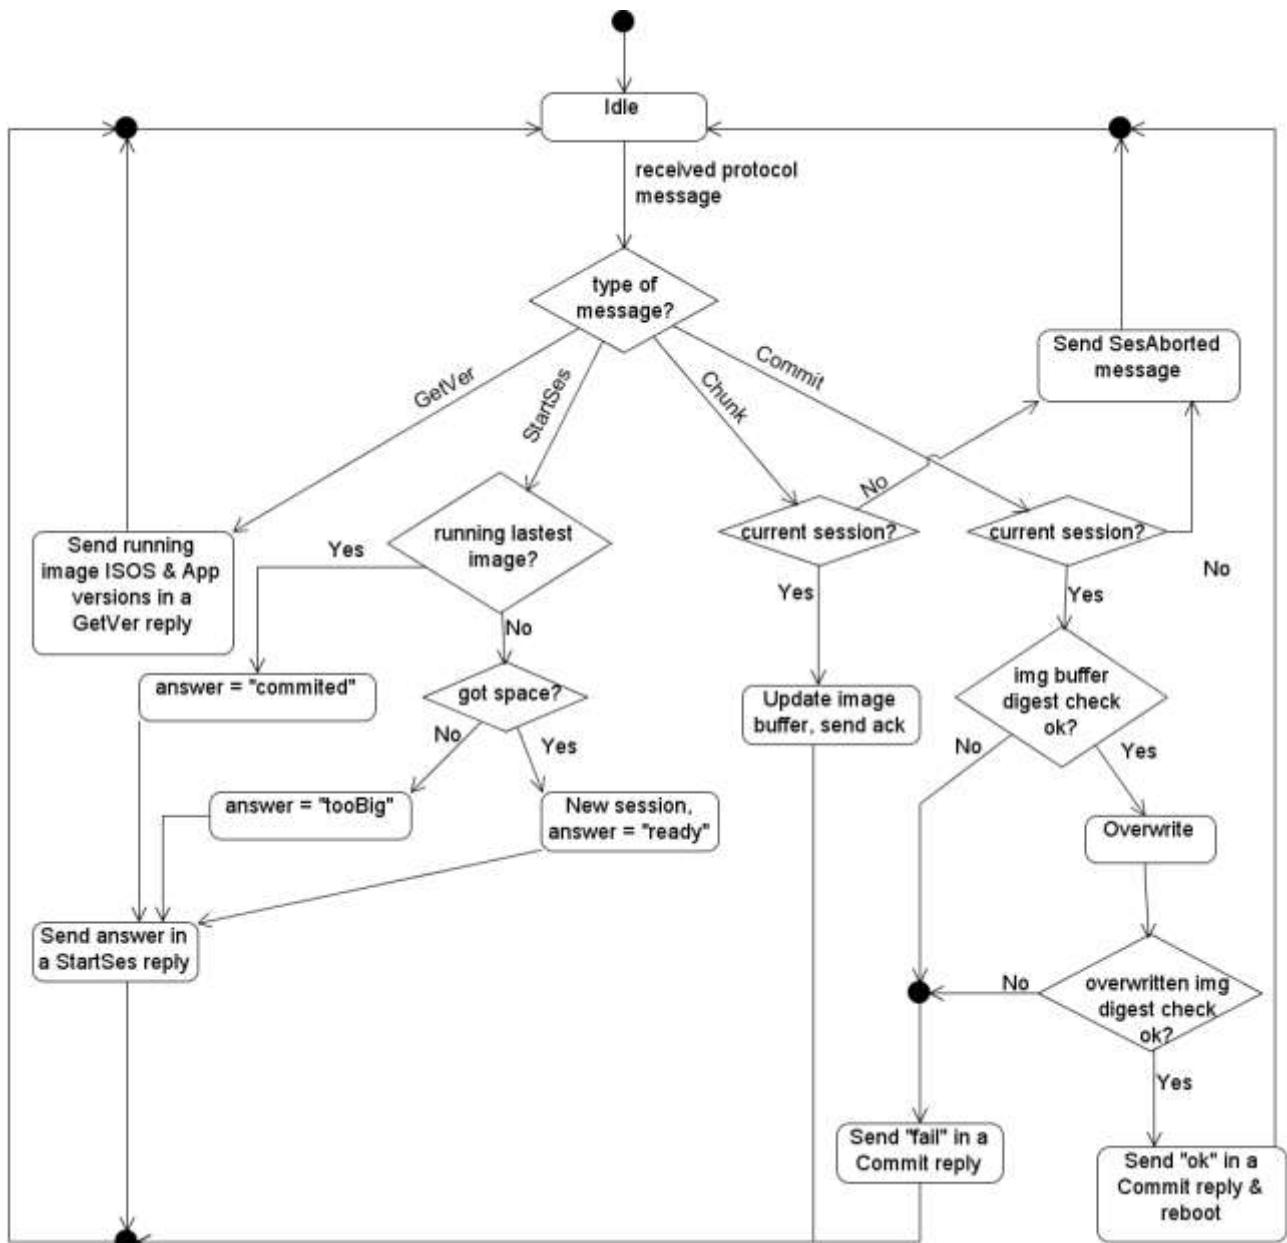 Idle
received protocol
message
type of
message?
GetVer
StartSes
Chunk
Commit
Send SesAborted
message
No
Send running
image ISOS & App
versions in a
GetVer reply
Yes
running lastest
image?
current session?
current session?
No
No
Yes
Yes
answer = "commited"
got space?
Update image
buffer, send ack
img buffer
digest check
ok?
No
Yes
No
Yes
answer = "tooBig"
New session,
answer = "ready"
Overwrite
Send answer in
a StartSes reply
No
overwritten img
digest check
ok?
Yes
Send "fail" in a
Commit reply
Send "ok" in a
Commit reply &
reboot